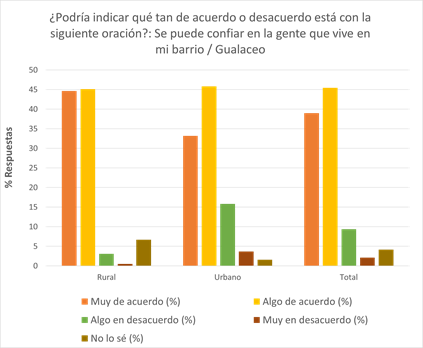 ¿Podría indicar qué tan de acuerdo o desacuerdo está con la
siguiente oración?: Se puede confiar en la gente que vive en
mi barrio / Gualaceo
50
45
40
35
30
25
20
15
10
5
0
% Respuestas
Rural Urbano Total
Muy de acuerdo (%) Algo de acuerdo (%)
Algo en desacuerdo (%) Muy en desacuerdo (%)
No lo sé (%)